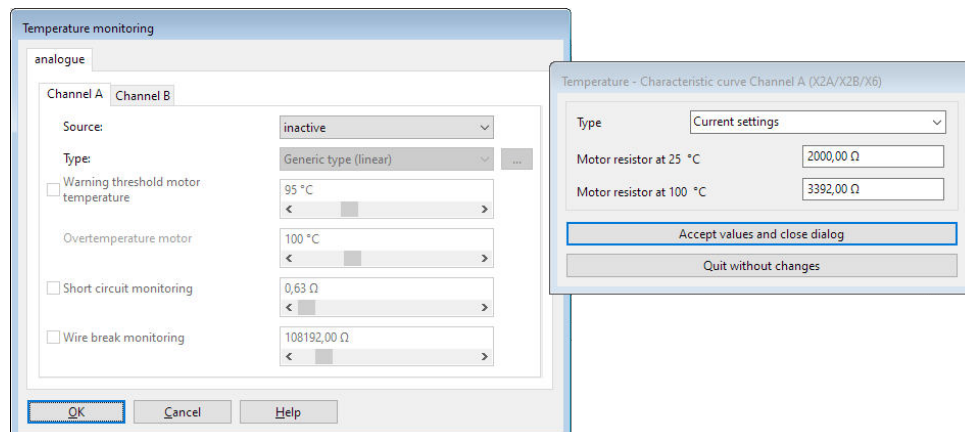 Temperature monitoring
analogue
Channel A Channel B
Source: inactive
Type: Generic type (linear) ...
Warning threshold motor
temperature
95 °C
Overtemperature motor 100 °C
Short circuit monitoring 0,63 Ω
Wire break monitoring 108192,00 Ω
OK Cancel Help
Temperature - Characteristic curve Channel A (X2A/X2B/X6)
Type Current settings
Motor resistor at 25 °C 2000,00 Ω
Motor resistor at 100 °C 3392,00 Ω
Accept values and close dialog
Quit without changes